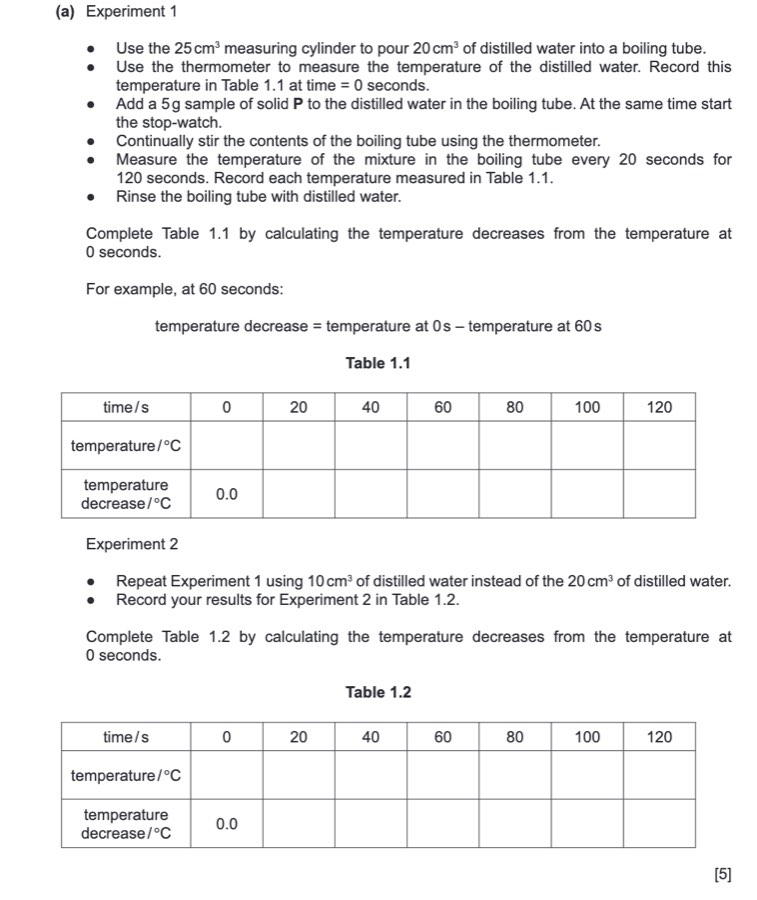 (a) Experiment 1
• Use the 25 cm³ measuring cylinder to pour 20 cm³ of distilled water into a boiling tube.
• Use the thermometer to measure the temperature of the distilled water. Record this
temperature in Table 1.1 at time = 0 seconds.
• Add a 5 g sample of solid P to the distilled water in the boiling tube. At the same time start
the stop-watch.
• Continually stir the contents of the boiling tube using the thermometer.
• Measure the temperature of the mixture in the boiling tube every 20 seconds for
120 seconds. Record each temperature measured in Table 1.1.
• Rinse the boiling tube with distilled water.
Complete Table 1.1 by calculating the temperature decreases from the temperature at
0 seconds.
For example, at 60 seconds:
temperature decrease = temperature at 0 s – temperature at 60 s
Table 1.1
time / s 0 20 40 60 80 100 120
temperature / °C
temperature
decrease / °C 0.0
Experiment 2
• Repeat Experiment 1 using 10 cm³ of distilled water instead of the 20 cm³ of distilled water.
• Record your results for Experiment 2 in Table 1.2.
Complete Table 1.2 by calculating the temperature decreases from the temperature at
0 seconds.
Table 1.2
time / s 0 20 40 60 80 100 120
temperature / °C
temperature
decrease / °C 0.0
[5]